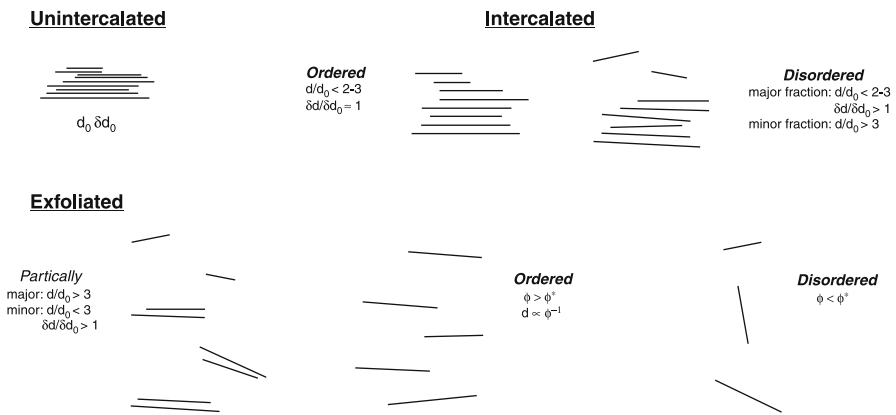 Unintercalated
d₀ δd₀
Intercalated
Ordered
d/d₀ < 2-3
δd/δd₀ = 1
Disordered
major fraction: d/d₀ < 2-3
δd/δd₀ > 1
minor fraction: d/d₀ > 3
Exfoliated
Partically
major: d/d₀ > 3
minor: d/d₀ < 3
δd/δd₀ > 1
Ordered
ϕ > ϕ*
d ∝ ϕ⁻¹
Disordered
ϕ < ϕ*